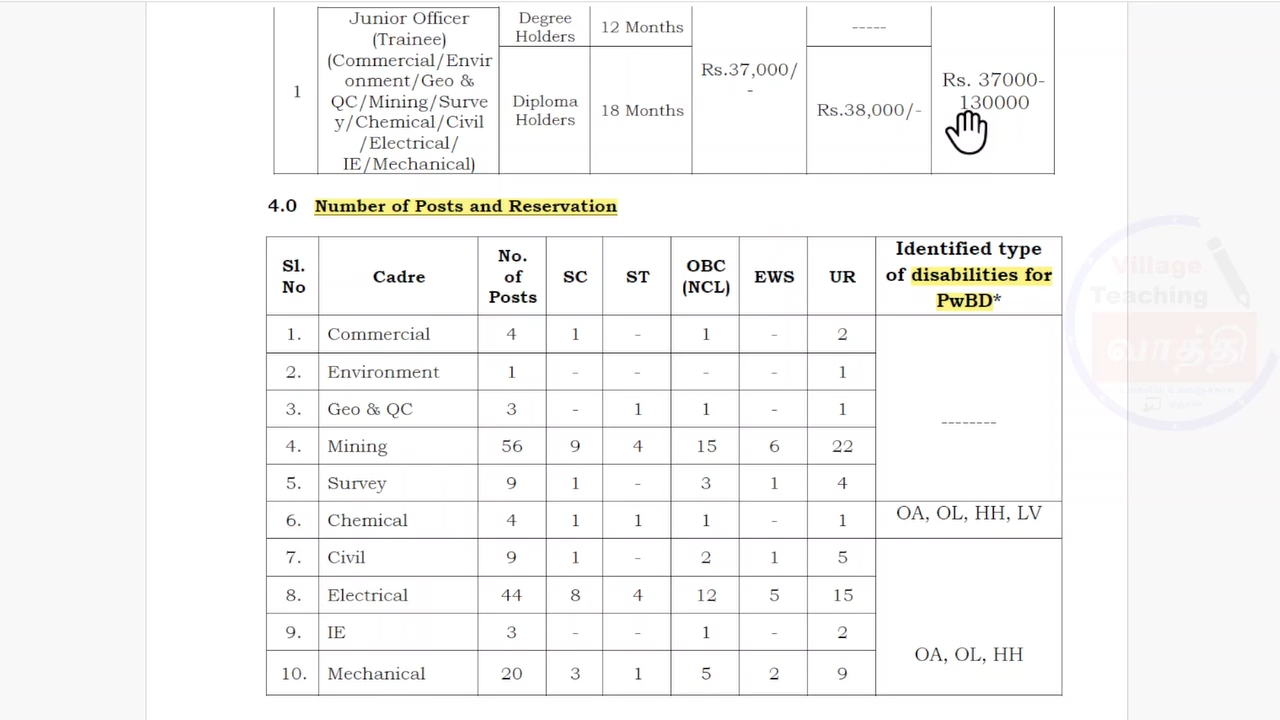 1 Junior Officer (Trainee) (Commercial/Envir onment/Geo & QC/Mining/Surve y/Chemical/Civil /Electrical/ IE/Mechanical) Degree Holders 12 Months Rs.37,000/ - ----- Rs. 37000- 130000
Diploma Holders 18 Months Rs.38,000/-
4.0 Number of Posts and Reservation
Sl. No Cadre No. of Posts SC ST OBC (NCL) EWS UR Identified type of disabilities for PwBD*
1. Commercial 4 1 - 1 - 2 --------
2. Environment 1 - - - - 1
3. Geo & QC 3 - 1 1 - 1
4. Mining 56 9 4 15 6 22
5. Survey 9 1 - 3 1 4
6. Chemical 4 1 1 1 - 1 OA, OL, HH, LV
7. Civil 9 1 - 2 1 5 OA, OL, HH
8. Electrical 44 8 4 12 5 15
9. IE 3 - - 1 - 2
10. Mechanical 20 3 1 5 2 9
Village
Teaching
வாத்தி